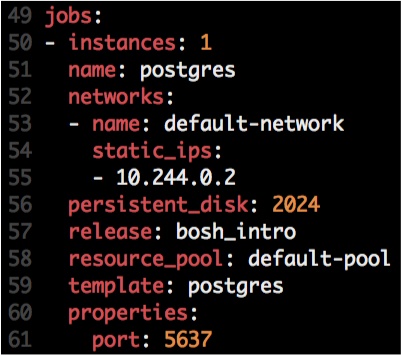 49 jobs:
50 - instances: 1
51   name: postgres
52   networks:
53   - name: default-network
54     static_ips:
55     - 10.244.0.2
56   persistent_disk: 2024
57   release: bosh_intro
58   resource_pool: default-pool
59   template: postgres
60   properties:
61     port: 5637